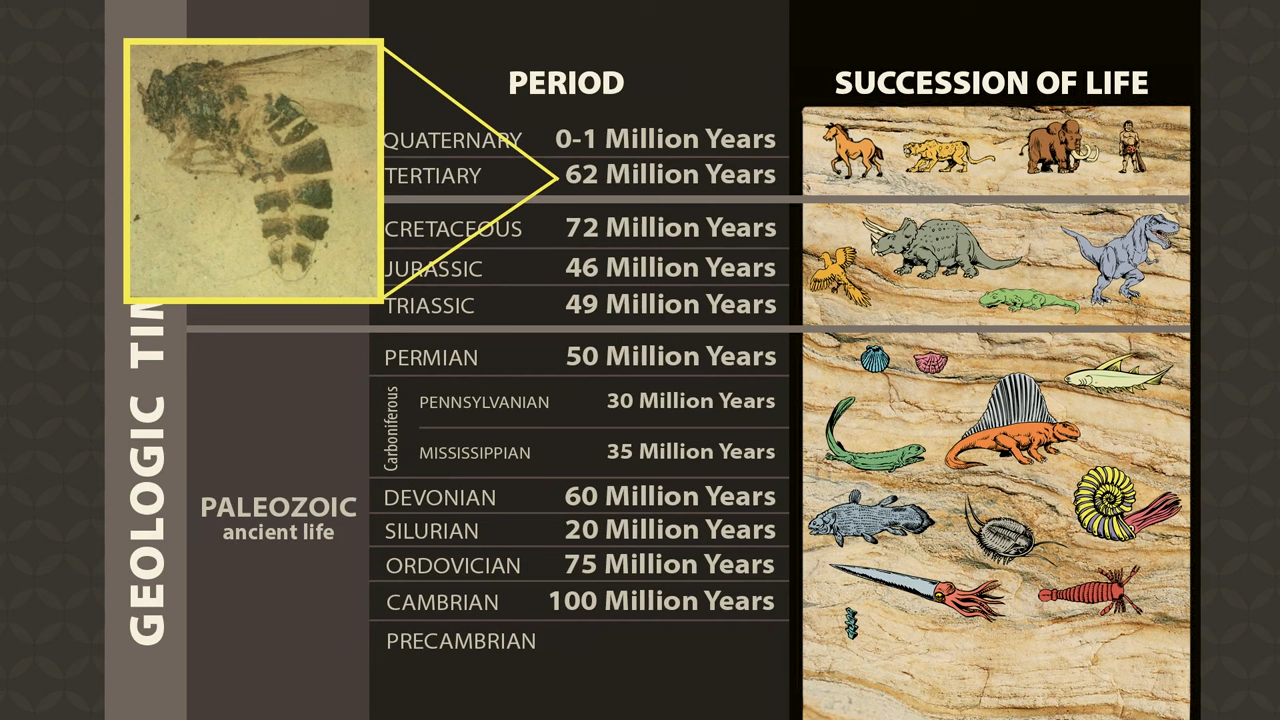 GEOLOGIC TIM
PERIOD
SUCCESSION OF LIFE
QUATERNARY 0-1 Million Years
TERTIARY 62 Million Years
CRETACEOUS 72 Million Years
JURASSIC 46 Million Years
TRIASSIC 49 Million Years
PALEOZOIC
ancient life
PERMIAN 50 Million Years
Carboniferous
PENNSYLVANIAN 30 Million Years
MISSISSIPPIAN 35 Million Years
DEVONIAN 60 Million Years
SILURIAN 20 Million Years
ORDOVICIAN 75 Million Years
CAMBRIAN 100 Million Years
PRECAMBRIAN